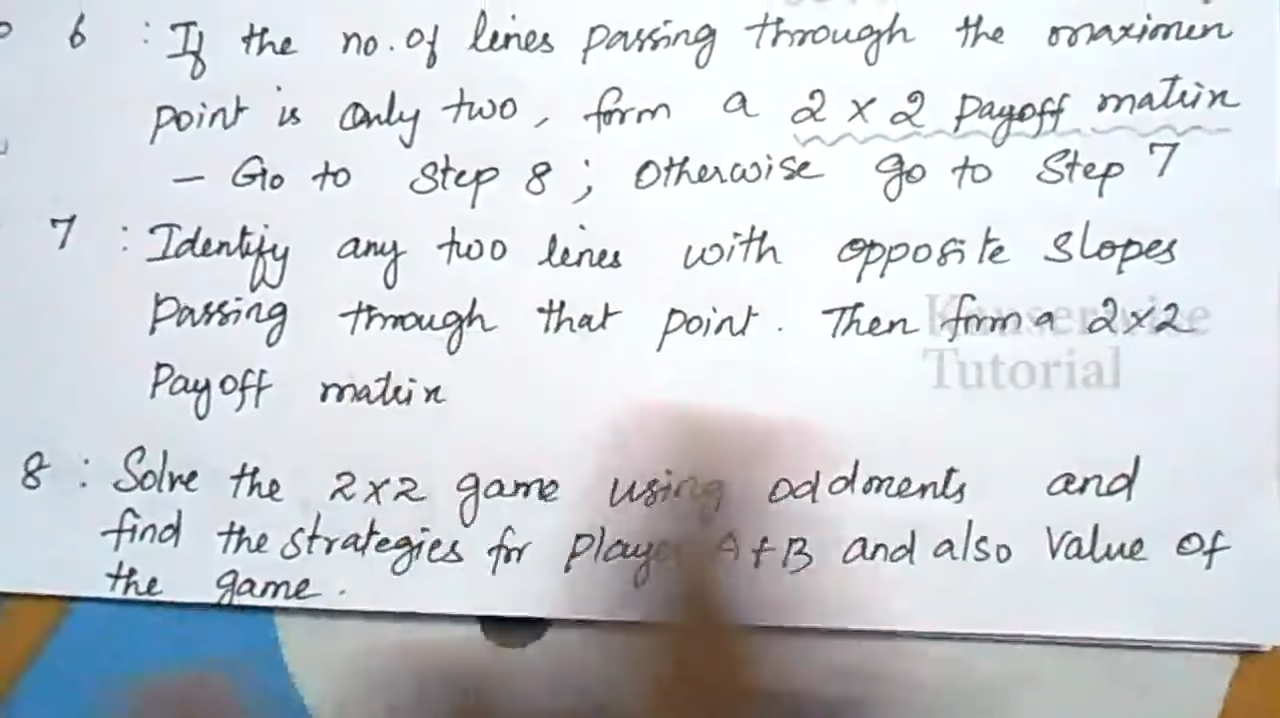 6 : If the no. of lines passing through the maximin
point is only two, form a 2 x 2 payoff matrix
- Go to Step 8 ; Otherwise go to Step 7
7 : Identify any two lines with opposite slopes
passing through that point. Then form a 2x2
Payoff matrix
Tutorial
8 : Solve the 2x2 game using oddments and
find the strategies for player A & B and also value of
the game.